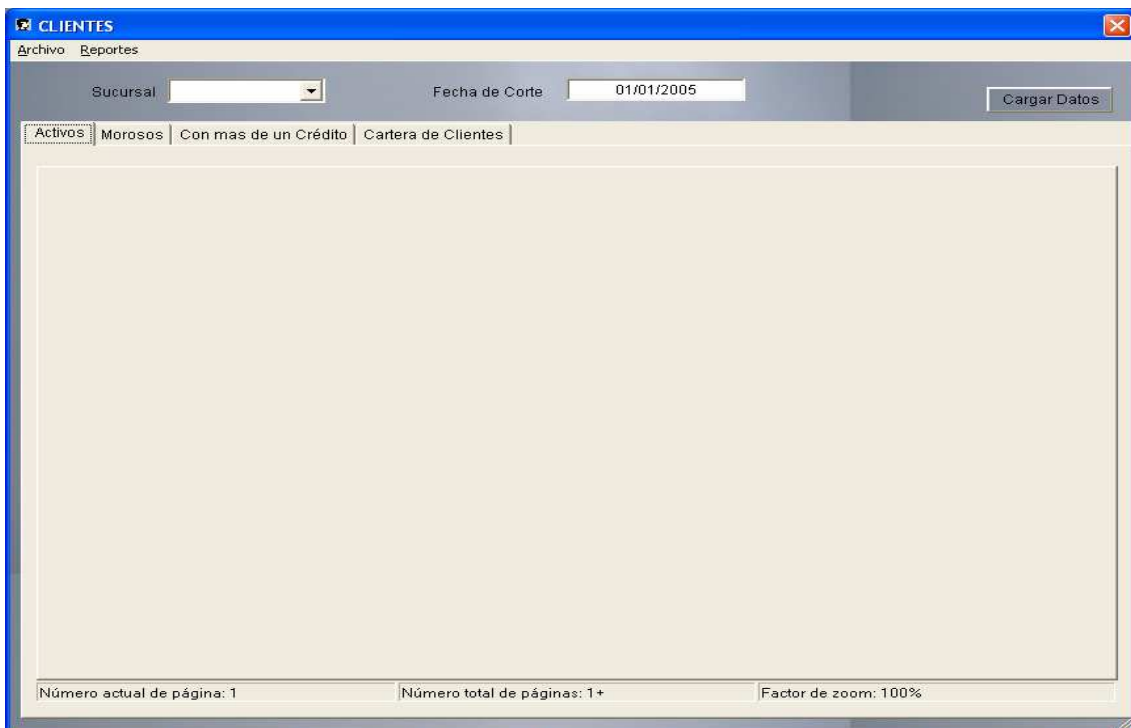 CLIENTES
Archivo Reportes
Sucursal Fecha de Corte 01/01/2005 Cargar Datos
Activos Morosos Con mas de un Crédito Cartera de Clientes
Número actual de página: 1 Número total de páginas: 1+ Factor de zoom: 100%